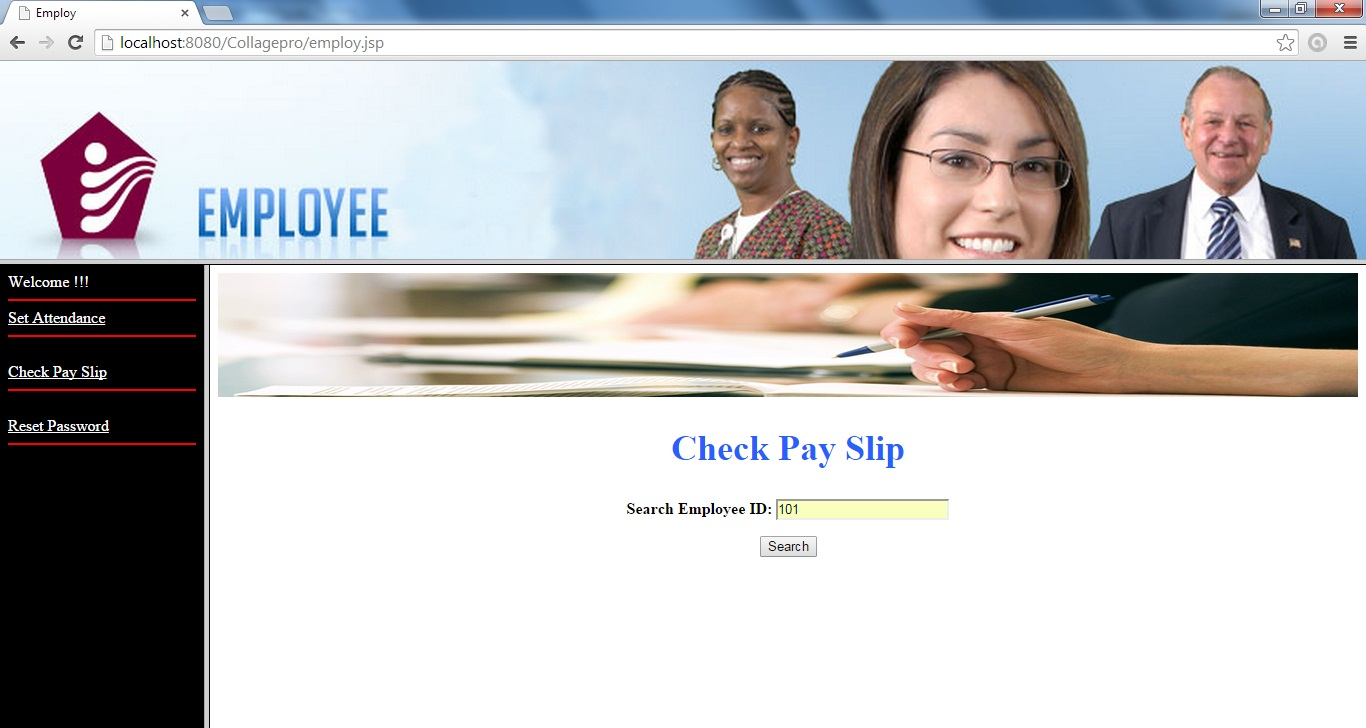 Employ
localhost:8080/Collagepro/employ.jsp
EMPLOYEE
Welcome !!!
Set Attendance
Check Pay Slip
Reset Password
Check Pay Slip
Search Employee ID: 101
Search